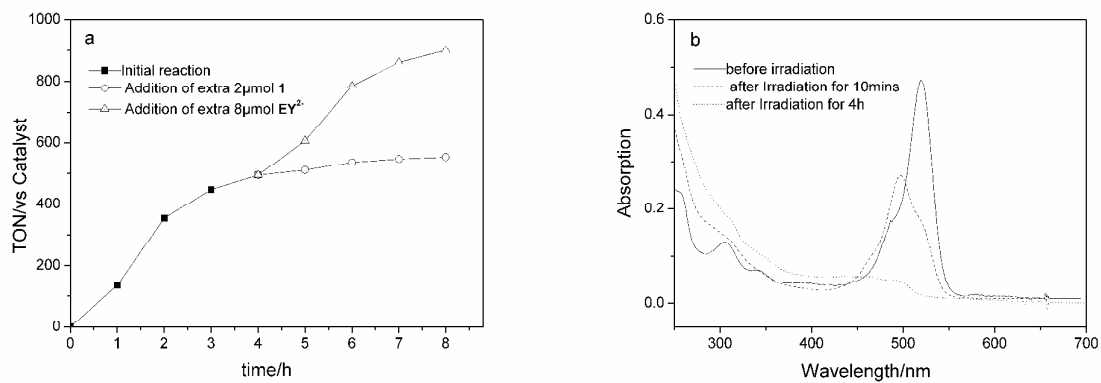 a
Initial reaction
Addition of extra 2μmol 1
Addition of extra 8μmol EY²⁻
TON/vs Catalyst
1000
800
600
400
200
0
0 1 2 3 4 5 6 7 8
time/h
b
before irradiation
after Irradiation for 10mins
after Irradiation for 4h
Absorption
0.6
0.4
0.2
0.0
300 400 500 600 700
Wavelength/nm